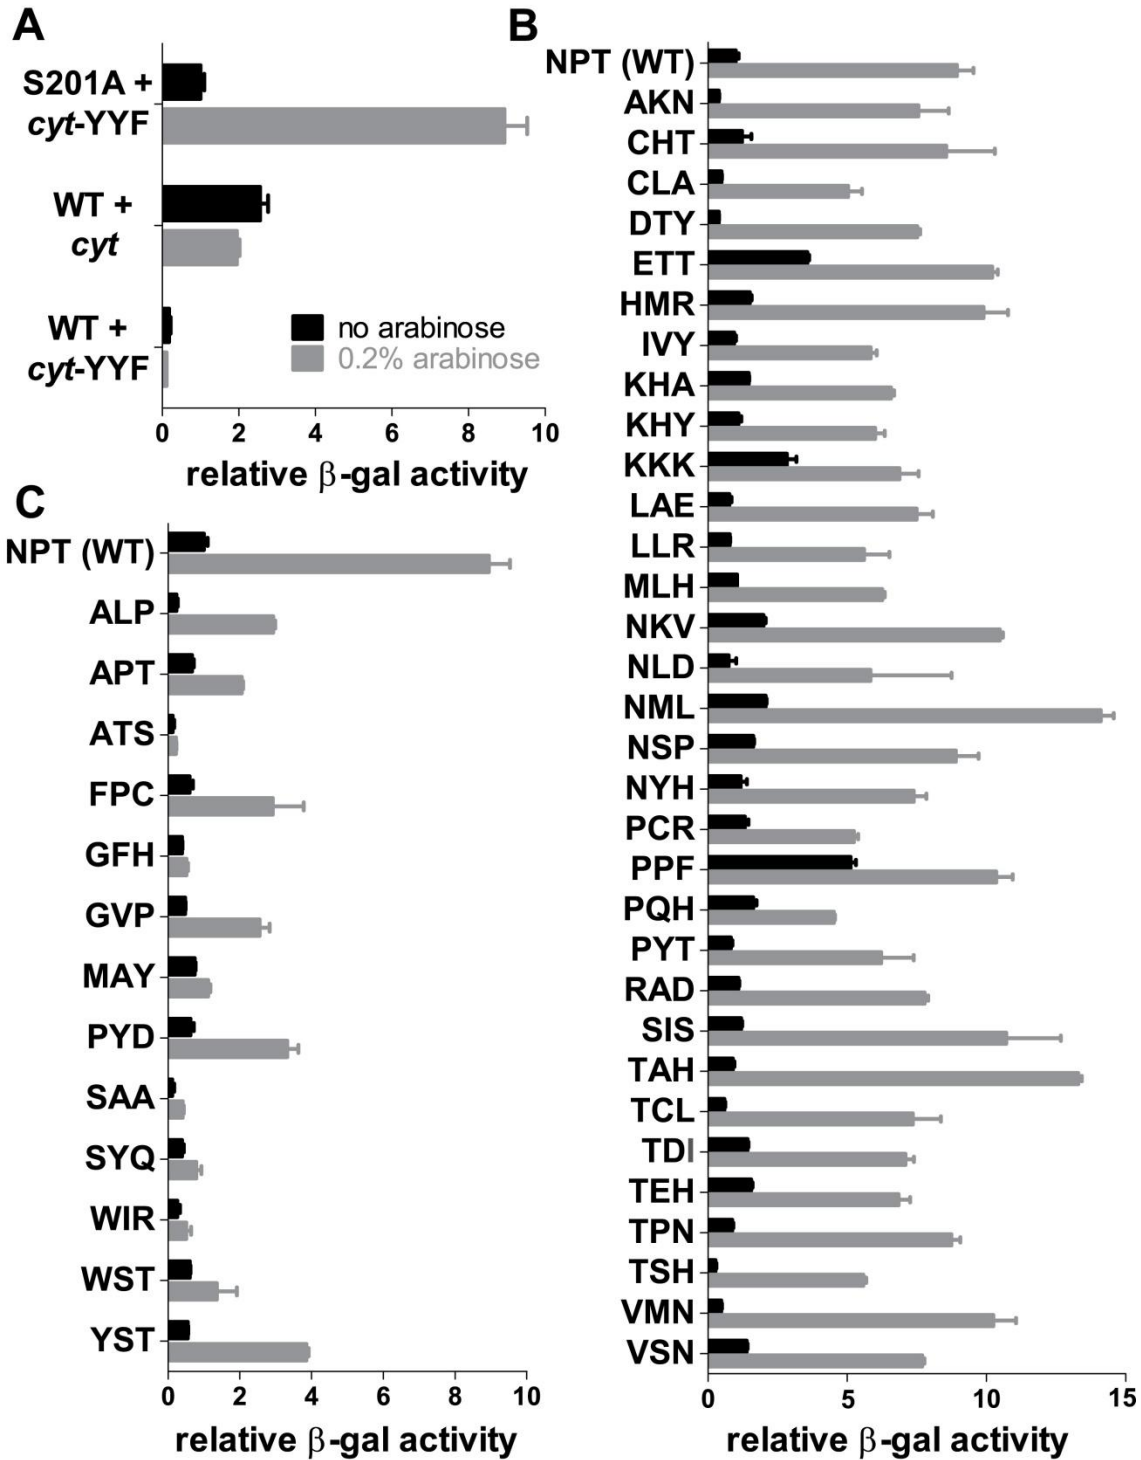 A
S201A +
cyt-YYF
WT +
cyt
WT +
cyt-YYF
no arabinose
0.2% arabinose
0 2 4 6 8 10
relative β-gal activity
B
NPT (WT)
AKN
CHT
CLA
DTY
ETT
HMR
IVY
KHA
KHY
KKK
LAE
LLR
MLH
NKV
NLD
NML
NSP
NYH
PCR
PPF
PQH
PYT
RAD
SIS
TAH
TCL
TDI
TEH
TPN
TSH
VMN
VSN
0 5 10 15
relative β-gal activity
C
NPT (WT)
ALP
APT
ATS
FPC
GFH
GVP
MAY
PYD
SAA
SYQ
WIR
WST
YST
0 2 4 6 8 10
relative β-gal activity